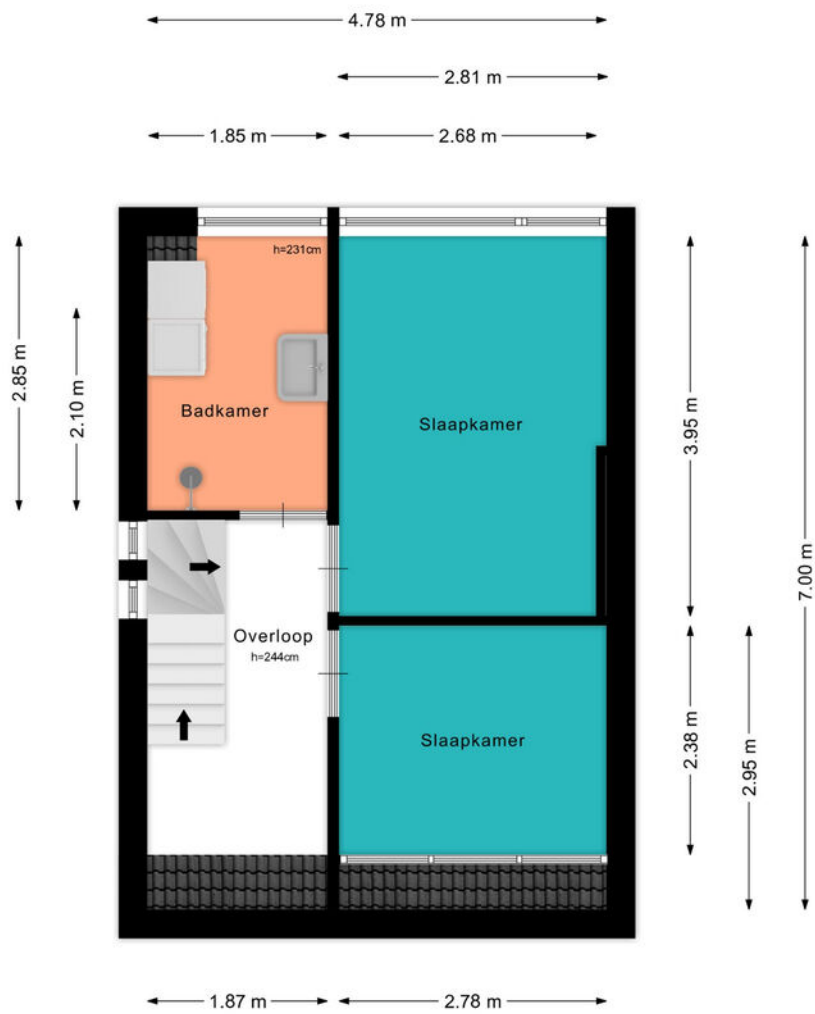 4.78 m
2.81 m
1.85 m
2.68 m
h=231cm
2.85 m
2.10 m
Badkamer
Slaapkamer
3.95 m
7.00 m
Overloop
h=244cm
Slaapkamer
2.38 m
2.95 m
1.87 m
2.78 m